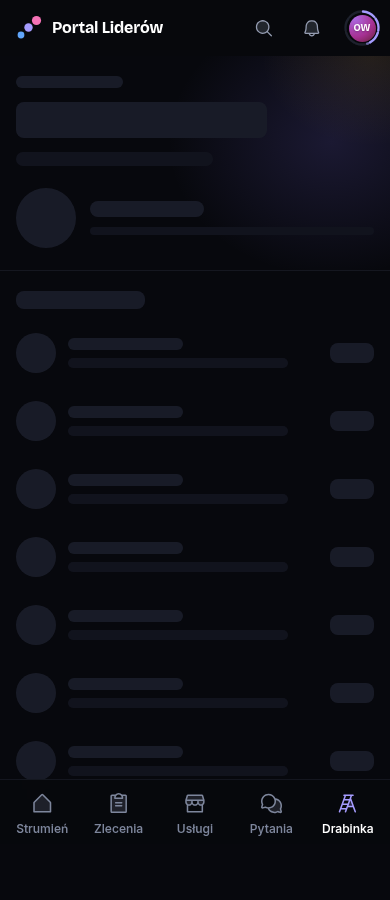 Portal Liderów
OW
Strumień
Zlecenia
Usługi
Pytania
Drabinka